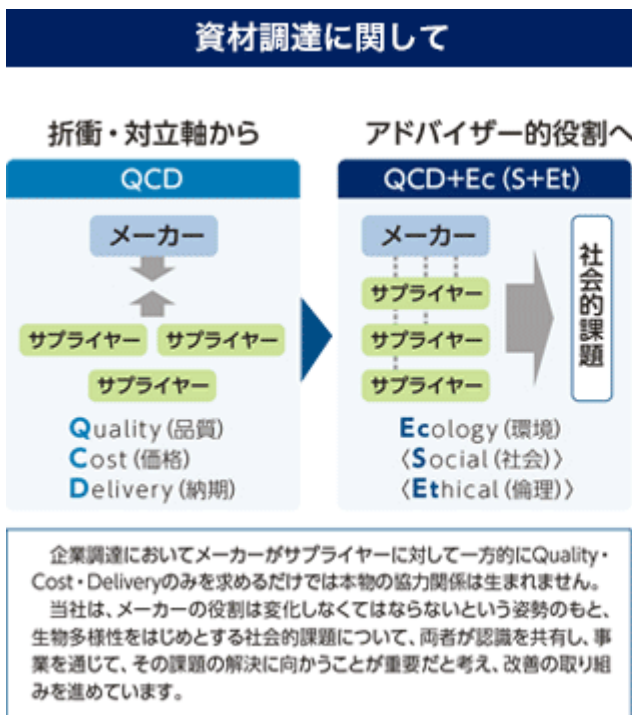 資材調達に関して
折衝・対立軸から
QCD
メーカー
サプライヤー サプライヤー
サプライヤー
Quality(品質)
Cost(価格)
Delivery(納期)
アドバイザー的役割へ
QCD+Ec(S+Et)
メーカー
サプライヤー
サプライヤー
サプライヤー
社会的課題
Ecology(環境)
〈Social(社会)〉
〈Ethical(倫理)〉
企業調達においてメーカーがサプライヤーに対して一方的にQuality・
Cost・Deliveryのみを求めるだけでは本物の協力関係は生まれません。
当社は、メーカーの役割は変化しなくてはならないという姿勢のもと、
生物多様性をはじめとする社会的課題について、両者が認識を共有し、事
業を通じて、その課題の解決に向かうことが重要だと考え、改善の取り組
みを進めています。